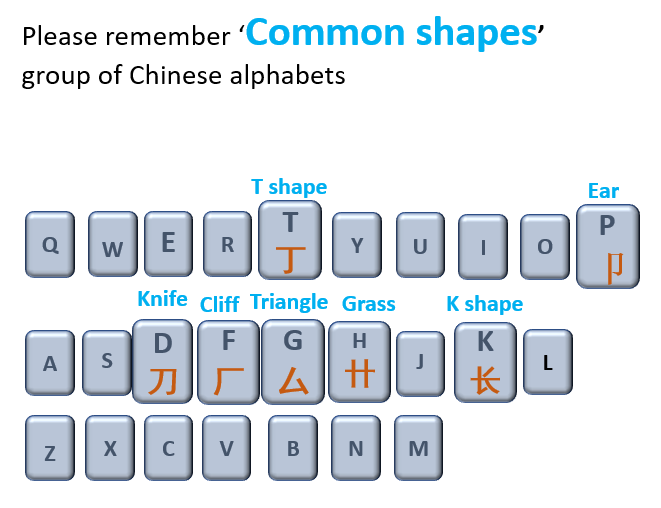 Please remember ‘Common shapes’
group of Chinese alphabets
T shape Ear
Q W E R T Y U I O P
丁 卩
Knife Cliff Triangle Grass K shape
A S D F G H J K L
刀 厂 厶 廾 长
Z X C V B N M